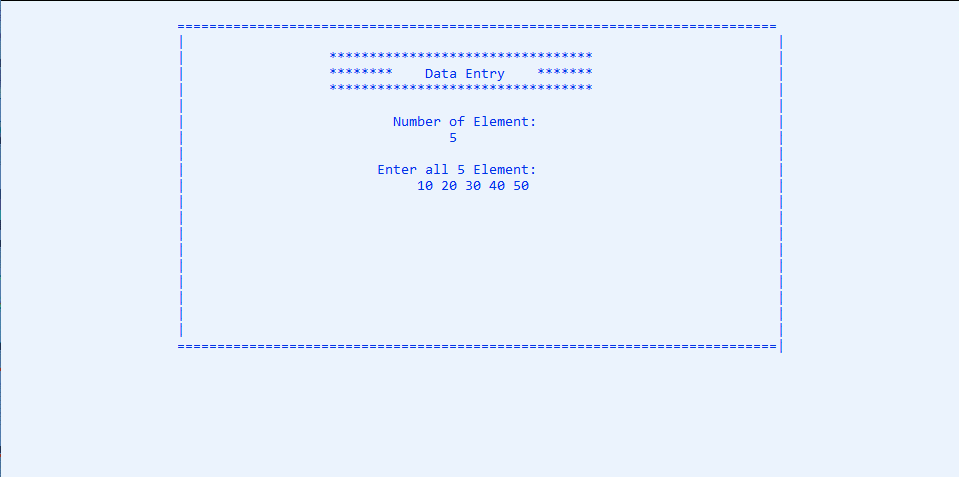 ===========================================================================
*********************************
********    Data Entry    *******
*********************************
Number of Element:
5
Enter all 5 Element:
10 20 30 40 50
===========================================================================